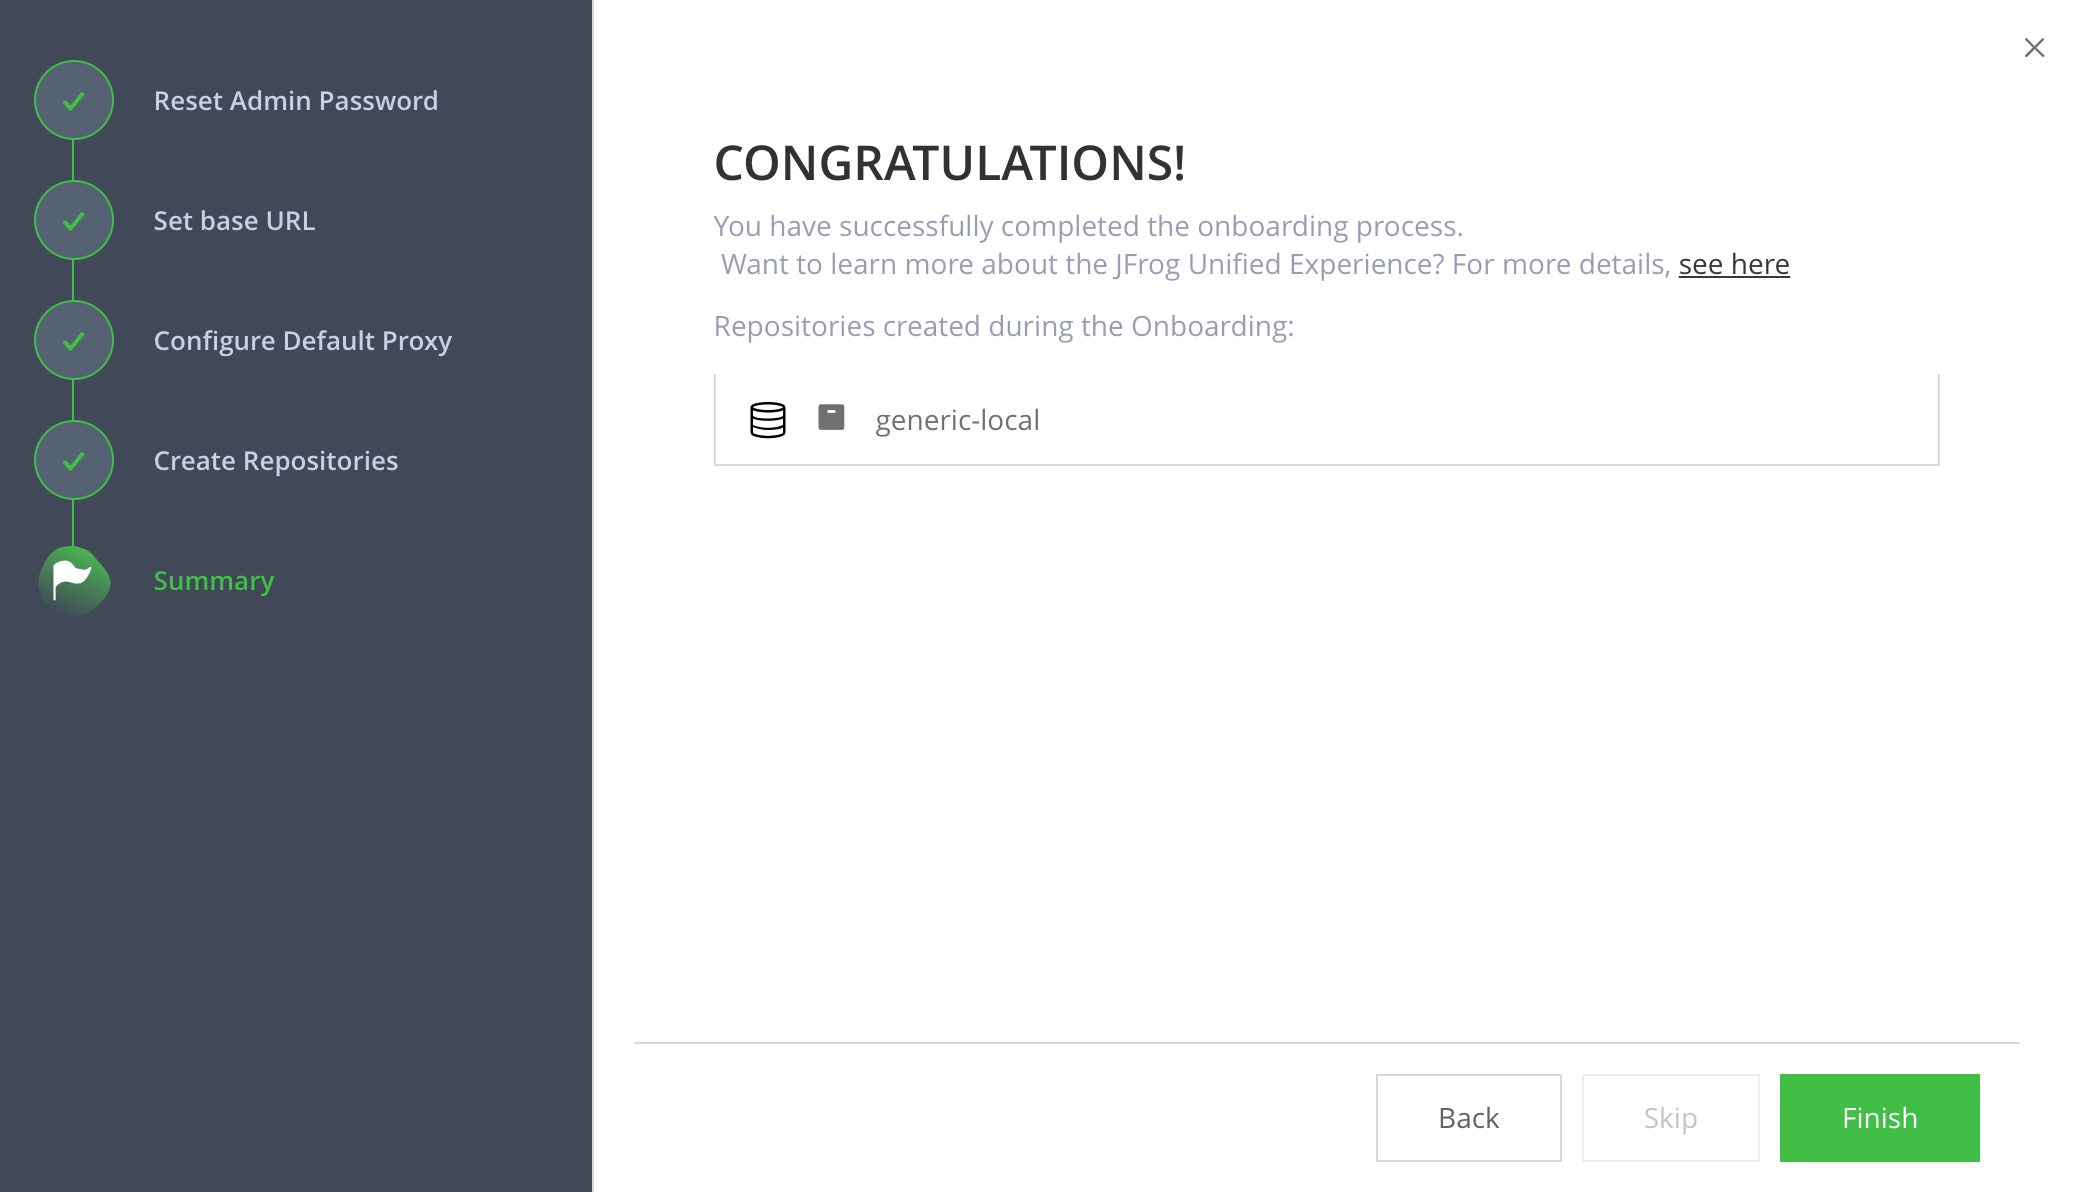 Reset Admin Password
Set base URL
Configure Default Proxy
Create Repositories
Summary
CONGRATULATIONS!
You have successfully completed the onboarding process.
Want to learn more about the JFrog Unified Experience? For more details, see here
Repositories created during the Onboarding:
generic-local
Back
Skip
Finish